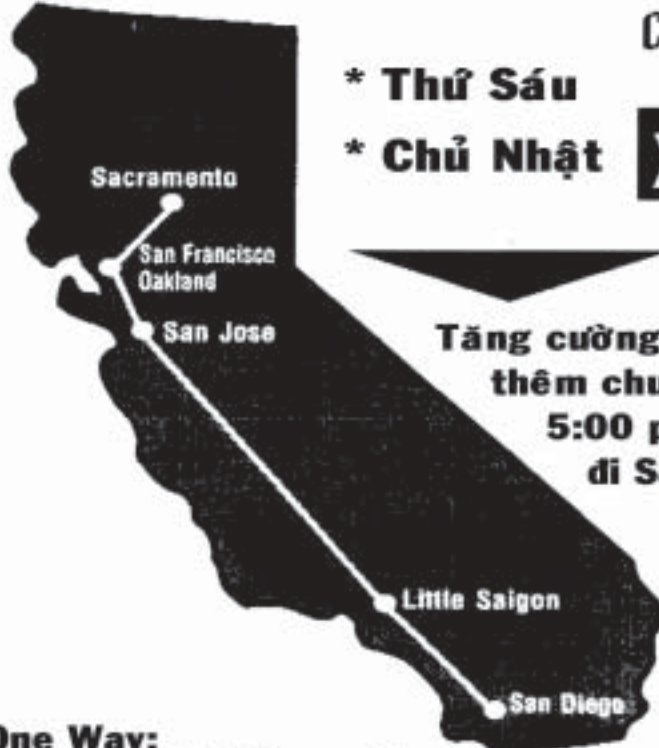 * Thứ Sáu
* Chủ Nhật
Sacramento
San Francisco
Oakland
San Jose
Tăng cường
thêm
5:00
đi
Little Saigon
San Diego
One Way: